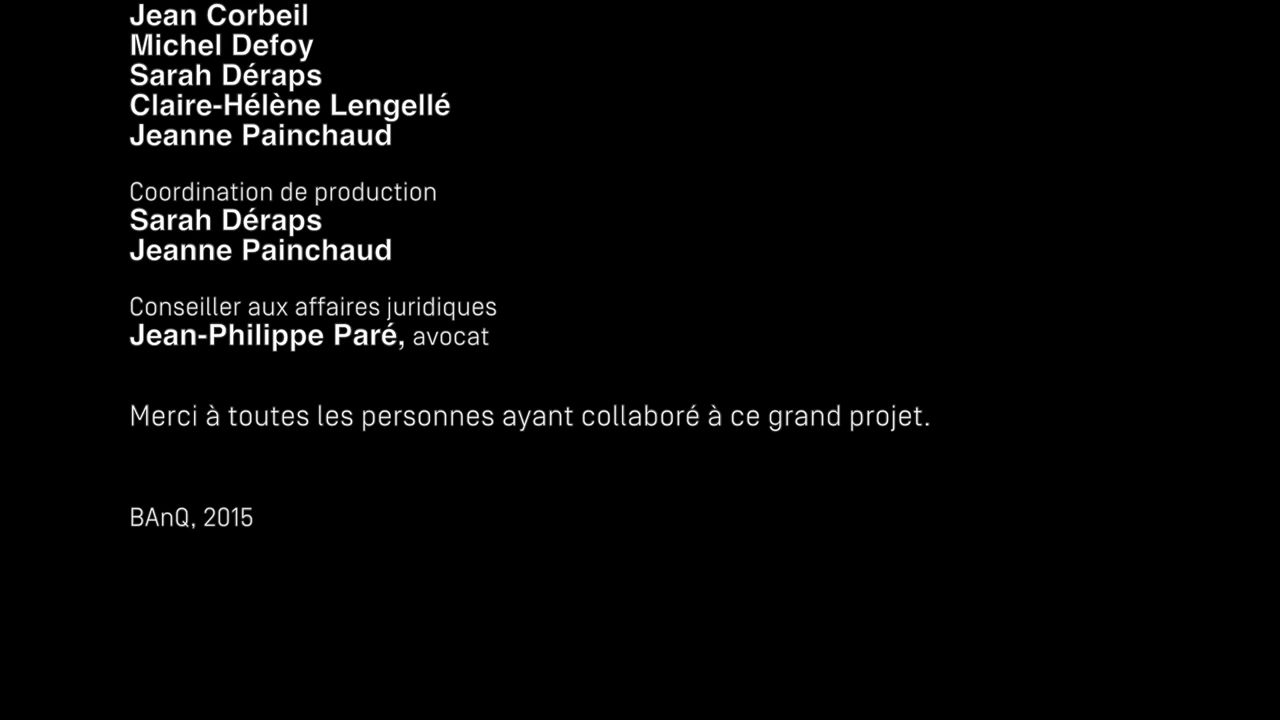 Jean Corbeil
Michel Defoy
Sarah Déraps
Claire-Hélène Lengellé
Jeanne Painchaud
Coordination de production
Sarah Déraps
Jeanne Painchaud
Conseiller aux affaires juridiques
Jean-Philippe Paré, avocat
Merci à toutes les personnes ayant collaboré à ce grand projet.
BAnQ, 2015